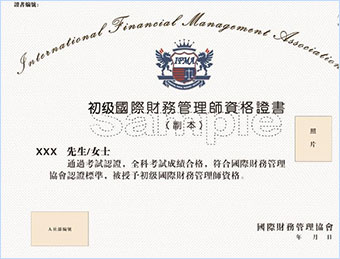 證書編號：
International Financial Management Association
IFMA
初級國際財務管理師資格證書
（副本）
Sample
照
片
XXX 先生/女士
通過考試認證，全科考試成績合格，符合國際財務管理
協會認證標準，被授予初級國際財務管理師資格。
國際財務管理協會
年 月 日